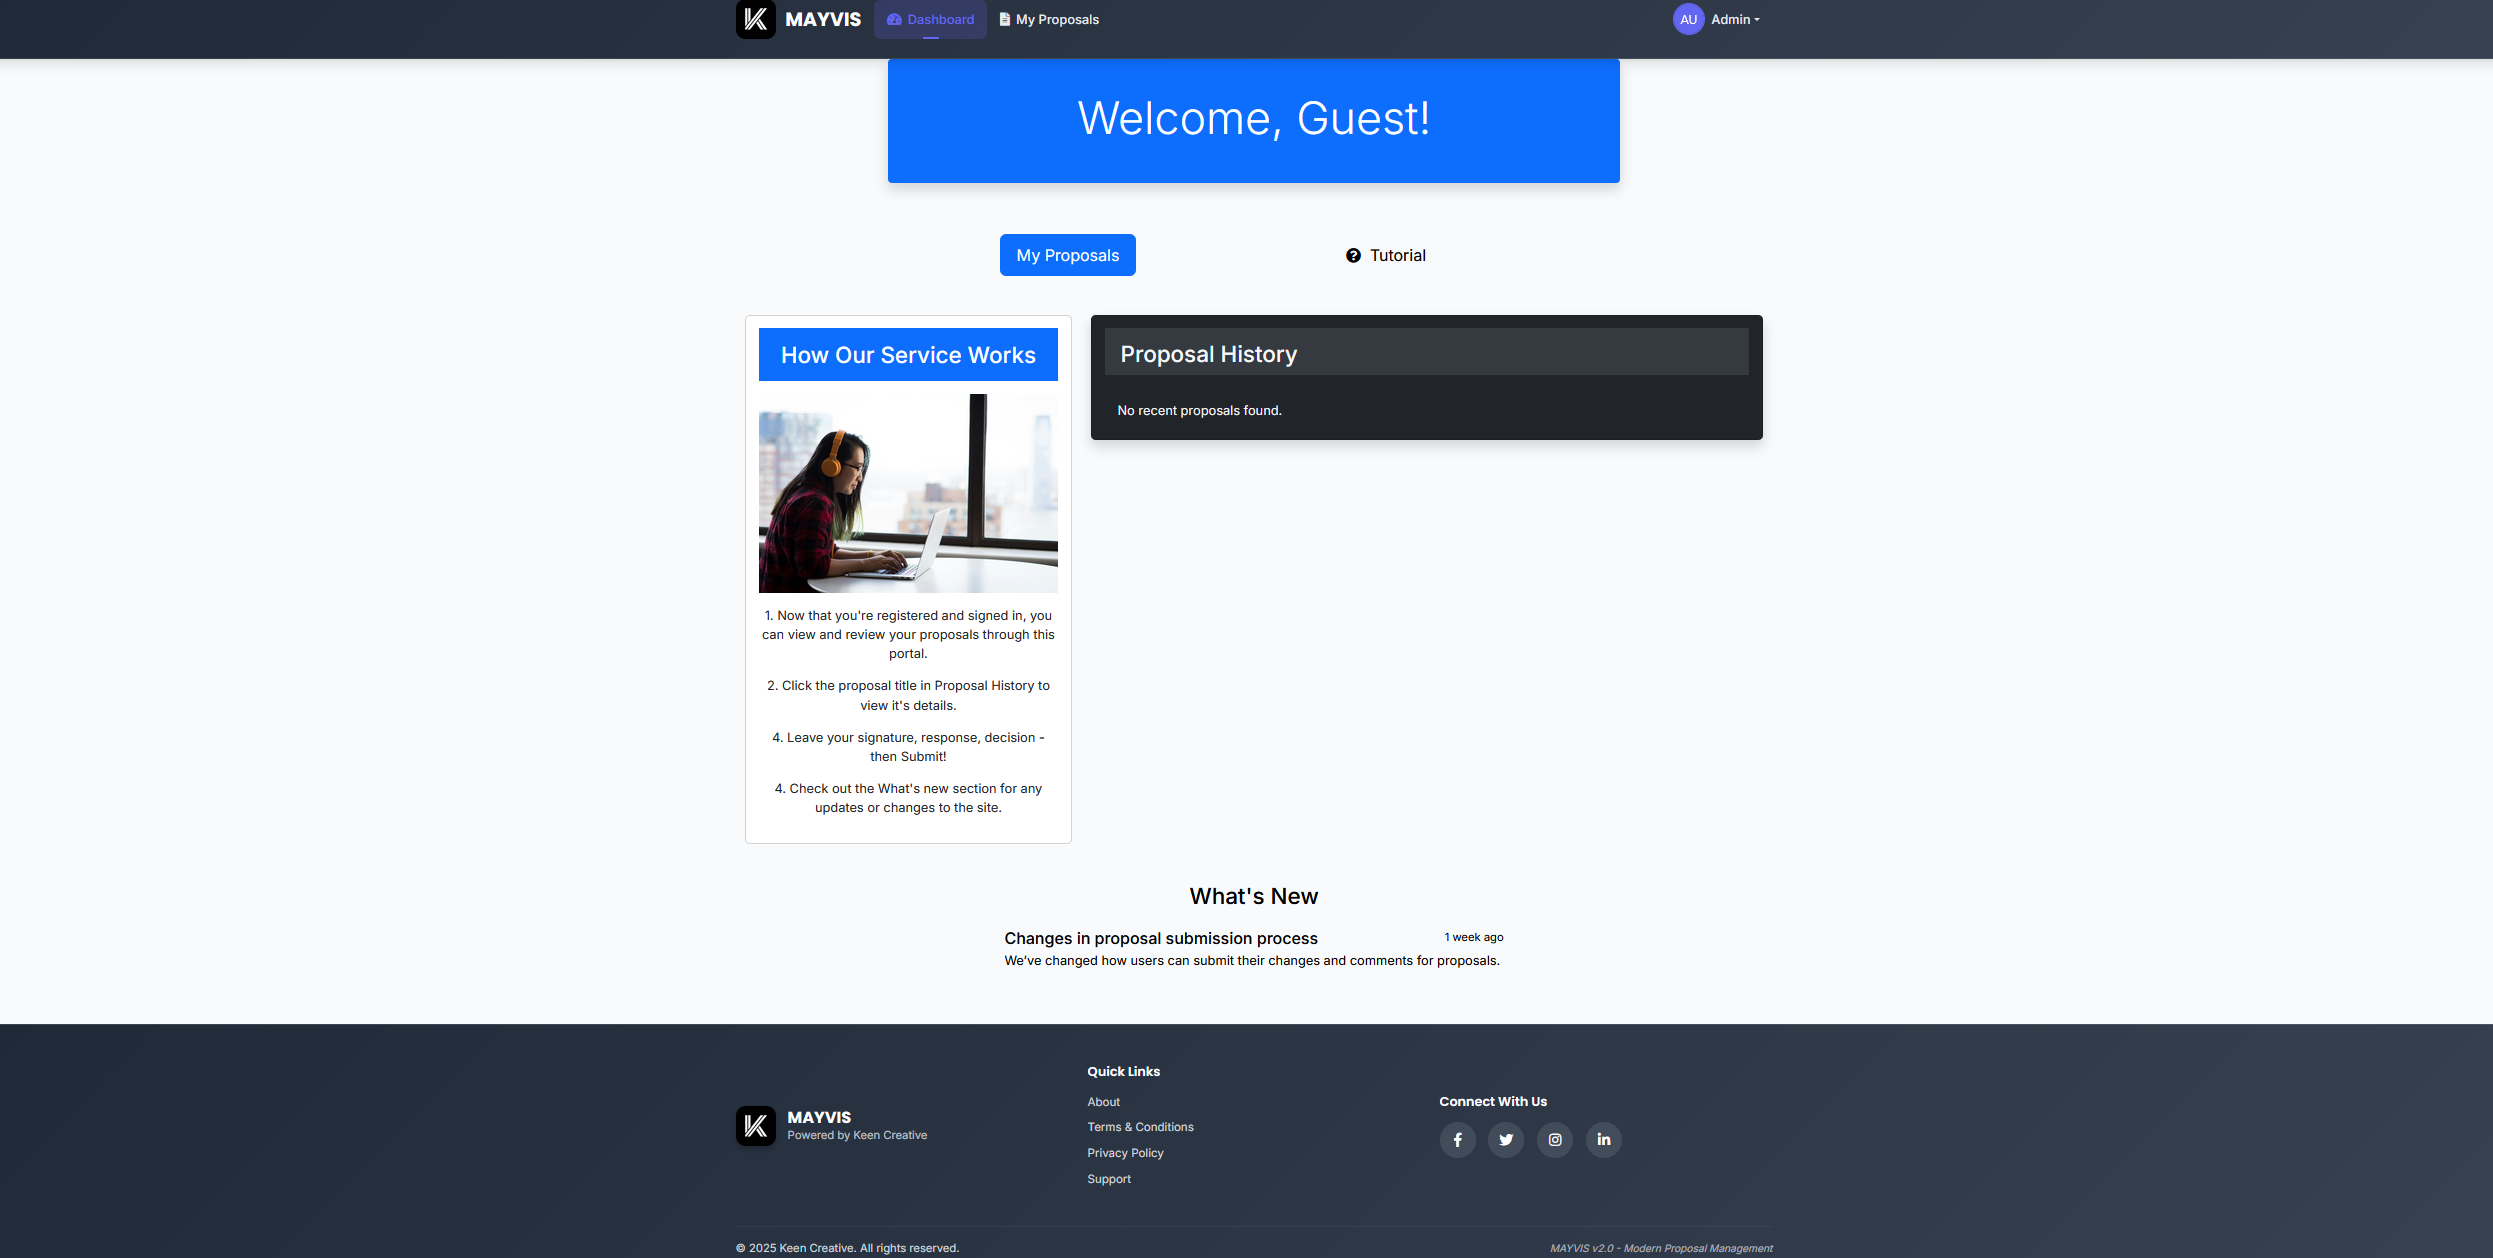 MAYVIS
Dashboard
My Proposals
AU
Admin
Welcome, Guest!
My Proposals
Tutorial
How Our Service Works
1. Now that you're registered and signed in, you
can view and review your proposals through this
portal.
2. Click the proposal title in Proposal History to
view it's details.
4. Leave your signature, response, decision -
then Submit!
4. Check out the What's new section for any
updates or changes to the site.
Proposal History
No recent proposals found.
What's New
Changes in proposal submission process
1 week ago
We’ve changed how users can submit their changes and comments for proposals.
MAYVIS
Powered by Keen Creative
Quick Links
About
Terms & Conditions
Privacy Policy
Support
Connect With Us
© 2025 Keen Creative. All rights reserved.
MAYVIS v2.0 - Modern Proposal Management